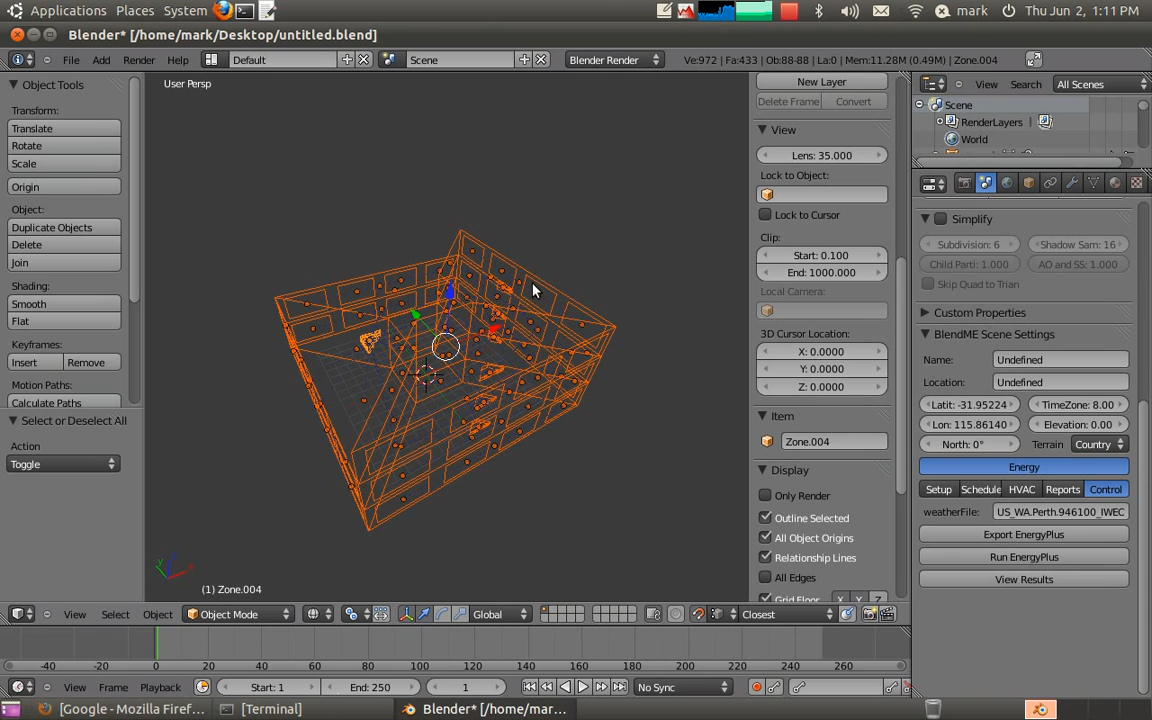 Applications Places System mark Thu Jun 2, 1:11 PM
Blender* [/home/mark/Desktop/untitled.blend]
File Add Render Help Default Scene Blender Render Ve:972 | Fa:433 | Ob:88-88 | La:0 | Mem:11.28M (0.49M) | Zone.004
Object Tools
Transform:
Translate
Rotate
Scale
Origin
Object:
Duplicate Objects
Delete
Join
Shading:
Smooth
Flat
Keyframes:
Insert Remove
Motion Paths:
Calculate Paths
Select or Deselect All
Action
Toggle
User Persp
(1) Zone.004
New Layer
Delete Frame Convert
View
Lens: 35.000
Lock to Object:
Lock to Cursor
Clip:
Start: 0.100
End: 1000.000
Local Camera:
3D Cursor Location:
X: 0.0000
Y: 0.0000
Z: 0.0000
Item
Zone.004
Display
Only Render
Outline Selected
All Object Origins
Relationship Lines
All Edges
Grid Floor X Y Z
View Search All Scenes
Scene
RenderLayers |
World
Simplify
Subdivision: 6 Shadow Sam: 16
Child Parti: 1.000 AO and SS: 1.000
Skip Quad to Trian
Custom Properties
BlendME Scene Settings
Name: Undefined
Location: Undefined
Latit: -31.95224 TimeZone: 8.00
Lon: 115.86140 Elevation: 0.00
North: 0° Terrain Country
Energy
Setup Schedule HVAC Reports Control
weatherFile: US_WA.Perth.946100_IWEC
Export EnergyPlus
Run EnergyPlus
View Results
View Select Object Object Mode Global Closest
-40 -20 0 20 40 60 80 100 120 140 160 180 200 220 240 260
View Frame Playback Start: 1 End: 250 1 No Sync
[Google - Mozilla Firef... [Terminal] Blender* [/home/mar...